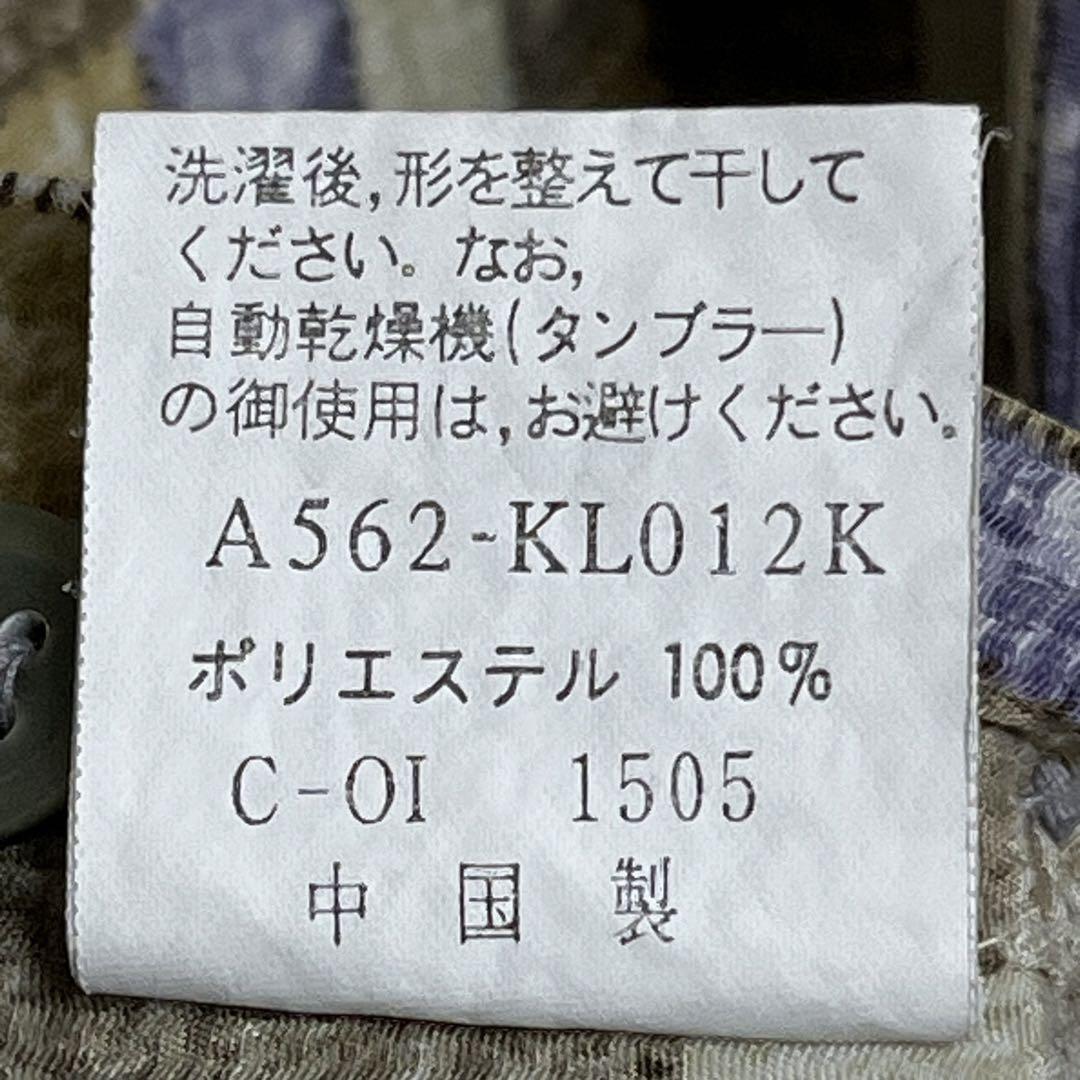 洗濯後,形を整えて干して
ください。なお,
自動乾燥機(タンブラー)
の御使用は,お避けください。
A562-KL012K
ポリエステル 100%
C-OI 1505
中国製